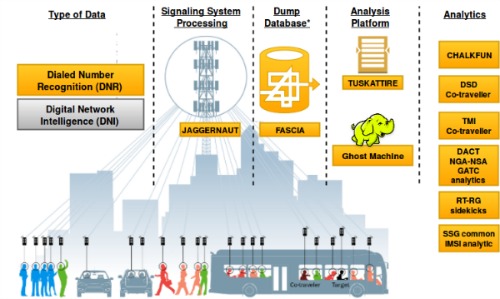 Type of Data
Signaling System
Processing
Dump
Database*
Analysis
Platform
Analytics
Dialed Number
Recognition (DNR)
Digital Network
Intelligence (DNI)
JAGGERNAUT
FASCIA
TUSKATTIRE
Ghost Machine
CHALKFUN
DSD
Co-traveller
TMI
Co-traveller
DACT
NGA-NSA
GATC
analytics
RT-RG
sidekicks
SSG common
IMSI analytic
Co-traveler
Target